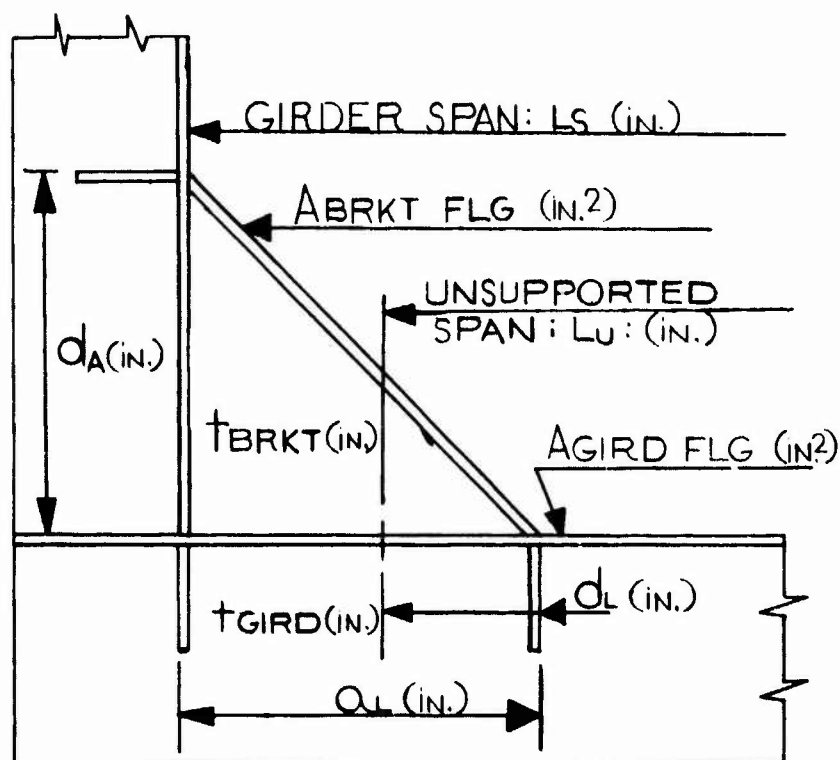 GIRDER SPAN: LS (IN.)
ABRKT FLG (IN.2)
UNSUPPORTED
SPAN: LU: (IN.)
dA(IN.)
tBRKT(IN.)
AGIRD FLG (IN2)
tGIRD(IN.)
dL(IN.)
aL(IN.)